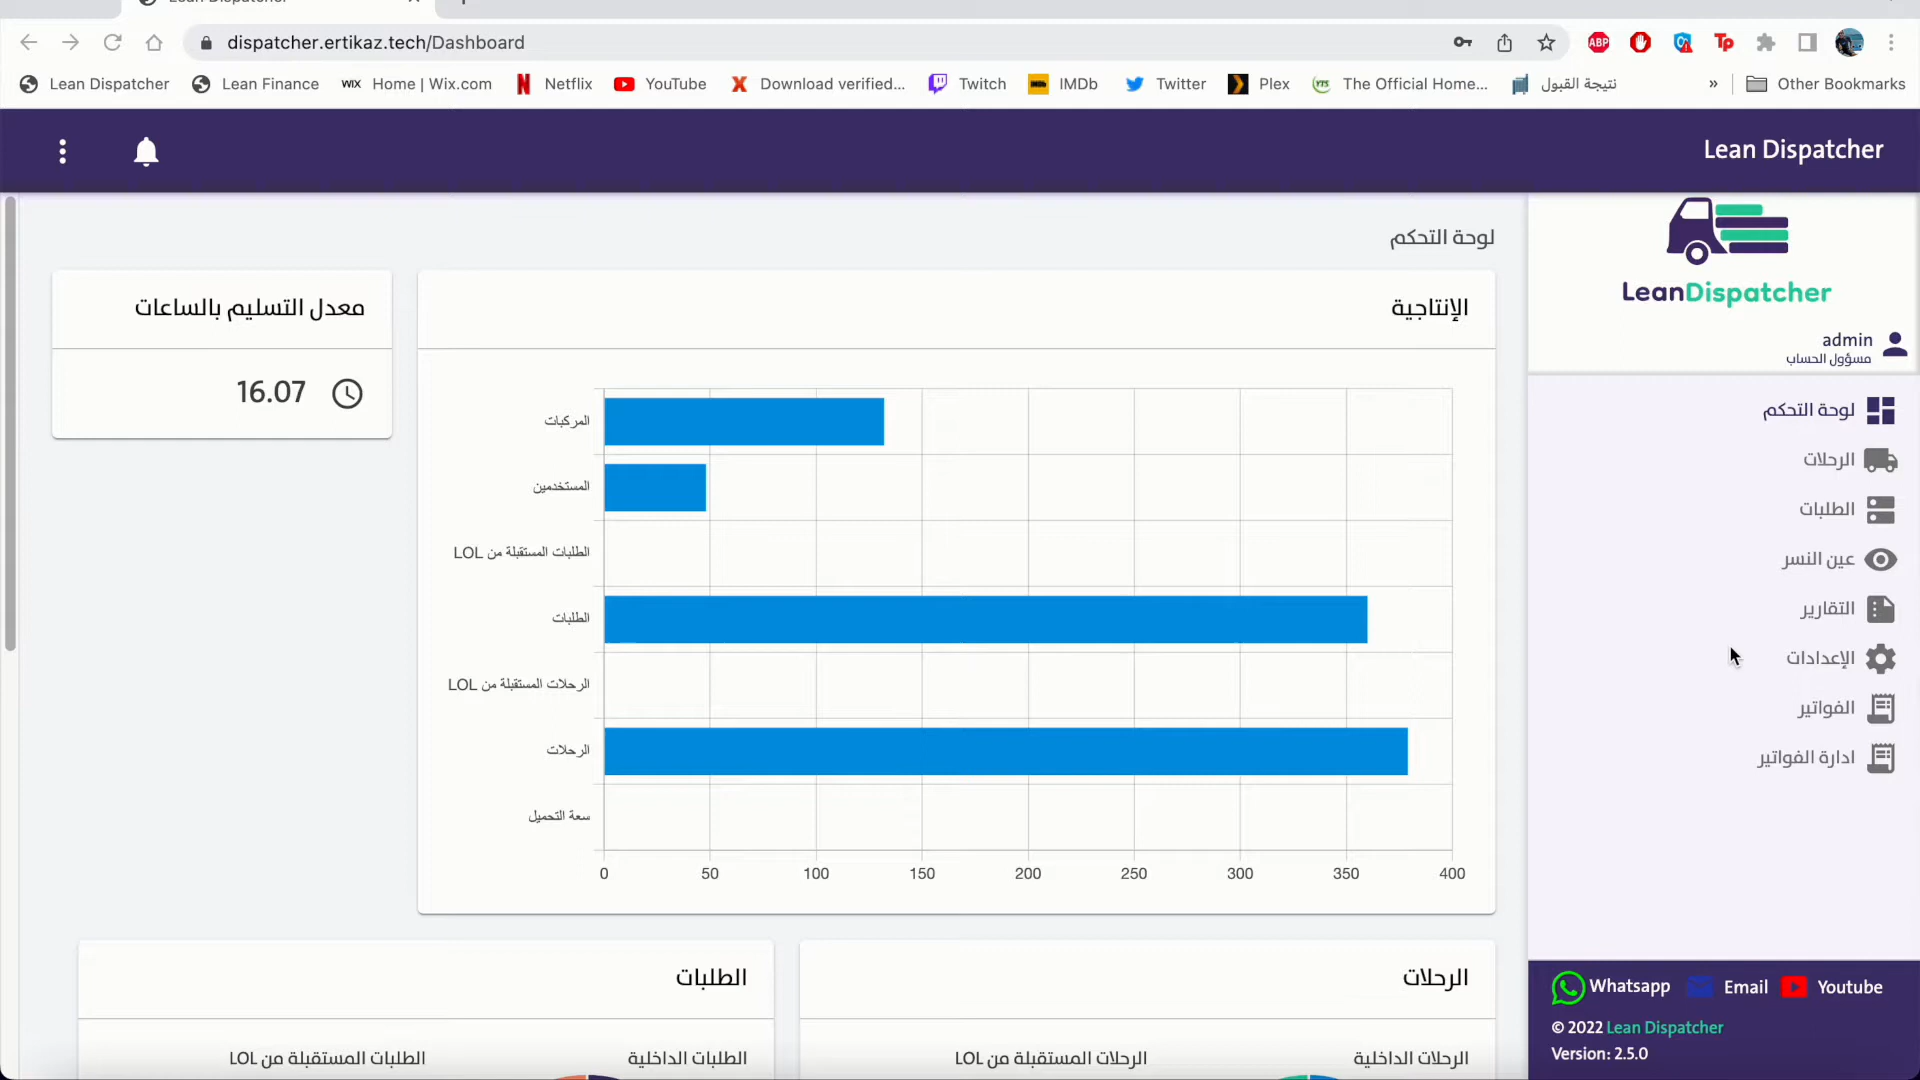 dispatcher.ertikaz.tech/Dashboard
ABP
Tp
Lean Dispatcher
Lean Finance
WIX Home | Wix.com
Netflix
YouTube
Download verified...
Twitch
IMDb
Twitter
Plex
The Official Home...
نتيجة القبول
»
Other Bookmarks
Lean Dispatcher
LeanDispatcher
admin
مسؤول الحساب
لوحة التحكم
الرحلات
الطلبات
عين النسر
التقارير
الإعدادات
الفواتير
ادارة الفواتير
لوحة التحكم
الإنتاجية
المركبات
المستخدمين
الطلبات المستقبلة من LOL
الطلبات
الرحلات المستقبلة من LOL
الرحلات
سعة التحميل
0 50 100 150 200 250 300 350 400
معدل التسليم بالساعات
16.07
الرحلات
الرحلات الداخلية
الرحلات المستقبلة من LOL
الطلبات
الطلبات الداخلية
الطلبات المستقبلة من LOL
Whatsapp Email Youtube
© 2022 Lean Dispatcher
Version: 2.5.0